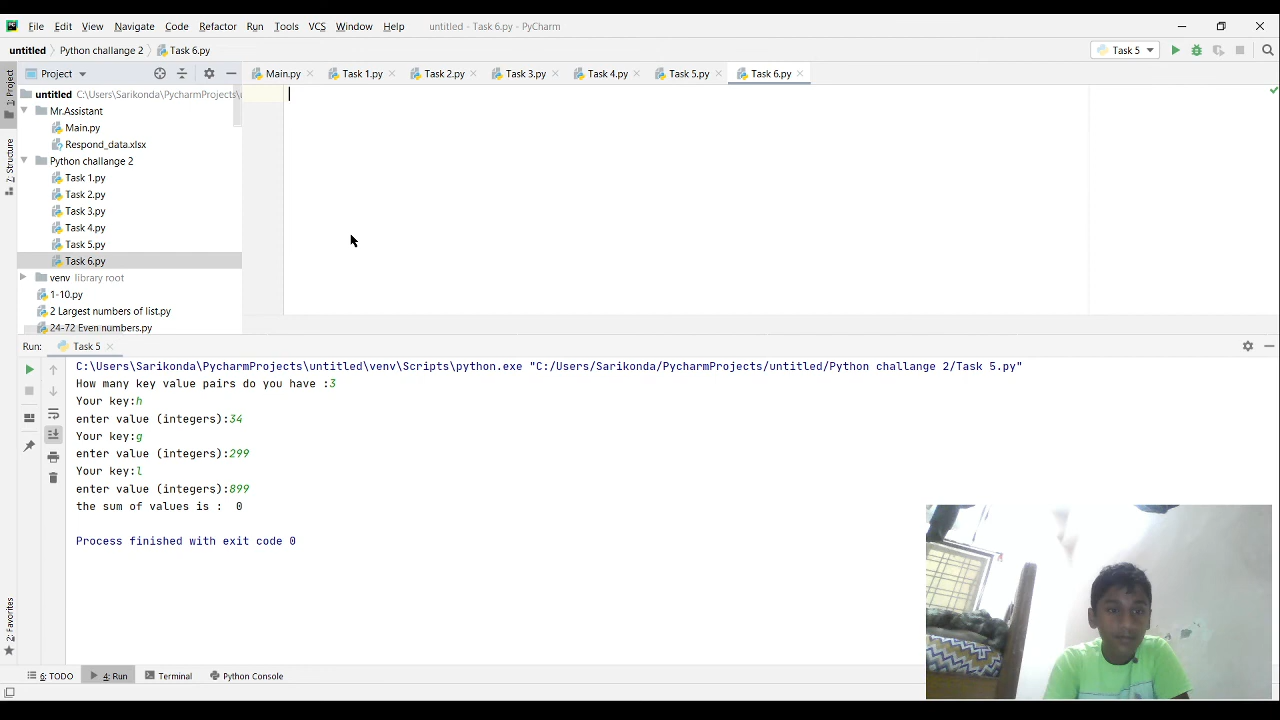 File Edit View Navigate Code Refactor Run Tools VCS Window Help untitled - Task 6.py - PyCharm
untitled Python challange 2 Task 6.py Task 5
Project Main.py Task 1.py Task 2.py Task 3.py Task 4.py Task 5.py Task 6.py
1: Project
untitled C:\Users\Sarikonda\PycharmProjects\
Mr.Assistant
Main.py
Z: Structure
Respond_data.xlsx
Python challange 2
Task 1.py
Task 2.py
Task 3.py
Task 4.py
Task 5.py
Task 6.py
venv library root
1-10.py
2 Largest numbers of list.py
24-72 Even numbers.py
Run: Task 5
C:\Users\Sarikonda\PycharmProjects\untitled\venv\Scripts\python.exe "C:/Users/Sarikonda/PycharmProjects/untitled/Python challange 2/Task 5.py"
How many key value pairs do you have :3
Your key:h
enter value (integers):34
Your key:g
enter value (integers):299
Your key:l
enter value (integers):899
the sum of values is :  0
Process finished with exit code 0
2: Favorites
6: TODO 4: Run Terminal Python Console